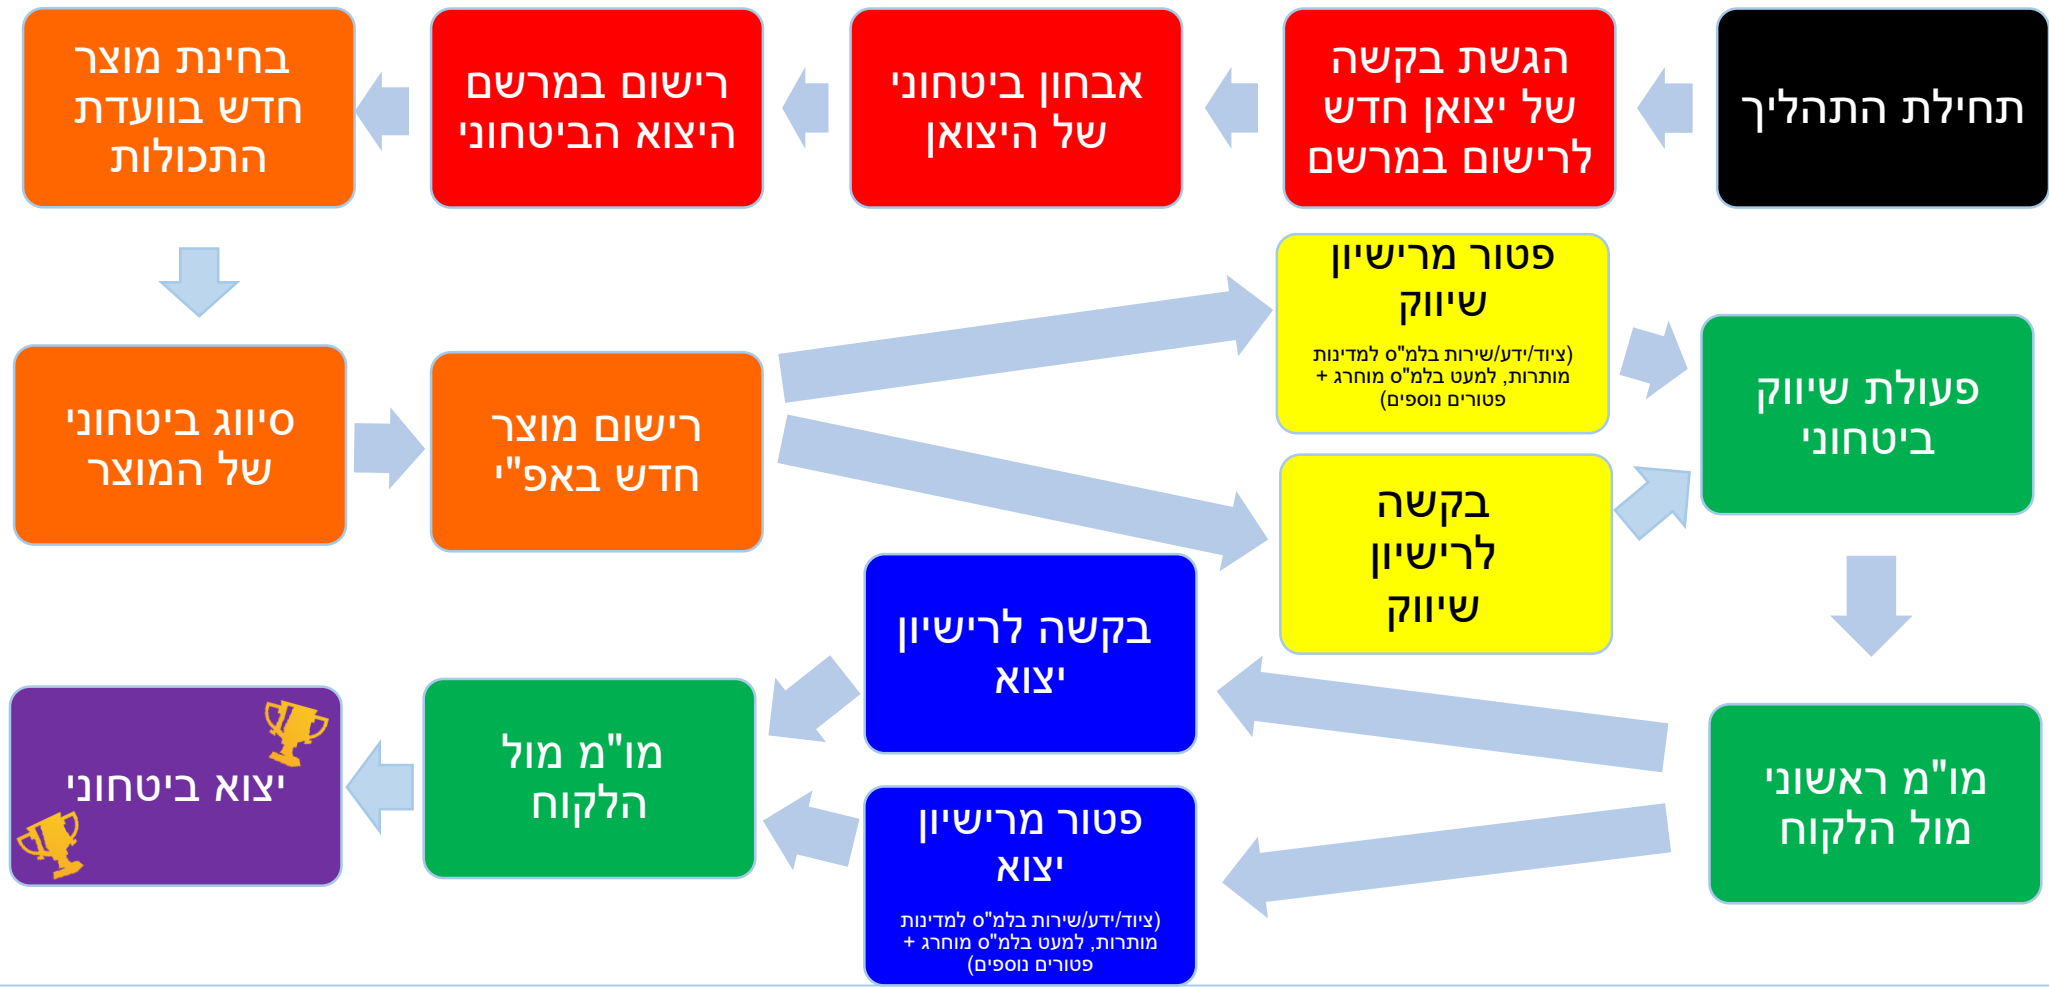 תחילת התהליך
הגשת בקשה
של יצואן חדש
לרישום במרשם
אבחון ביטחוני
של היצואן
רישום במרשם
היצוא הביטחוני
בחינת מוצר
חדש בוועדת
התכולות
סיווג ביטחוני
של המוצר
רישום מוצר
חדש באפ"י
פטור מרישיון
שיווק
(ציוד/ידע/שירות בלמ"ס למדינות
מותרות, למעט בלמ"ס מוחרג +
פטורים נוספים)
בקשה
לרישיון
שיווק
פעולת שיווק
ביטחוני
מו"מ ראשוני
מול הלקוח
בקשה לרישיון
יצוא
פטור מרישיון
יצוא
(ציוד/ידע/שירות בלמ"ס למדינות
מותרות, למעט בלמ"ס מוחרג +
פטורים נוספים)
מו"מ מול
הלקוח
יצוא ביטחוני